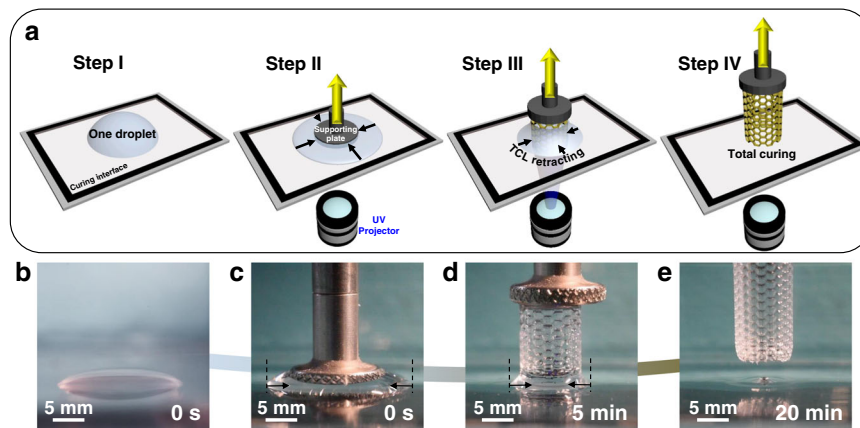 a
Step I
Step II
Step III
Step IV
One droplet
Curing interface
Supporting
plate
TCL retracting
Total curing
UV
Projector
b
c
d
e
5 mm
0 s
5 mm
0 s
5 mm
5 min
5 mm
20 min